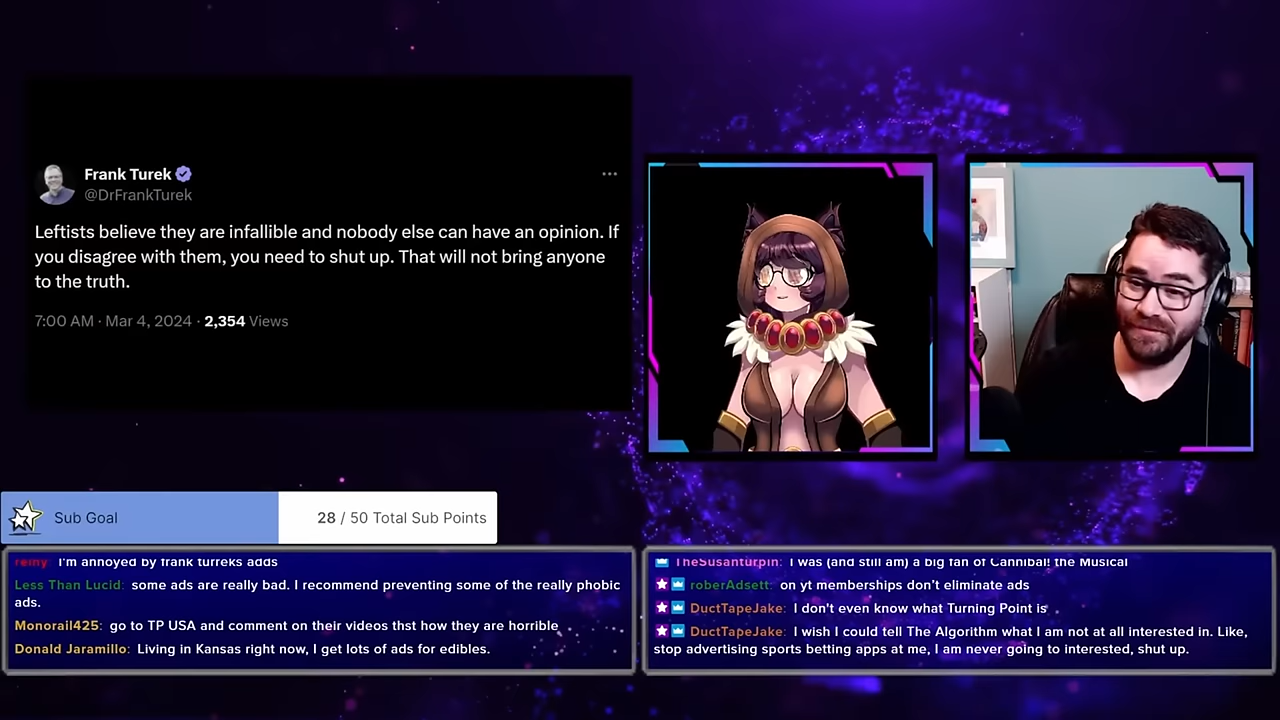 Frank Turek
@DrFrankTurek
Leftists believe they are infallible and nobody else can have an opinion. If
you disagree with them, you need to shut up. That will not bring anyone
to the truth.
7:00 AM · Mar 4, 2024 · 2,354 Views
Sub Goal
28 / 50 Total Sub Points
remy: I'm annoyed by frank turreks adds
Less Than Lucid: some ads are really bad. I recommend preventing some of the really phobic
ads.
Monorail425: go to TP USA and comment on their videos thst how they are horrible
Donald Jaramillo: Living in Kansas right now, I get lots of ads for edibles.
TheSusanturpin: I was (and still am) a big fan of Cannibal! the Musical
roberAdsett: on yt memberships don't eliminate ads
DuctTapeJake: I don't even know what Turning Point is
DuctTapeJake: I wish I could tell The Algorithm what I am not at all interested in. Like,
stop advertising sports betting apps at me, I am never going to interested, shut up.